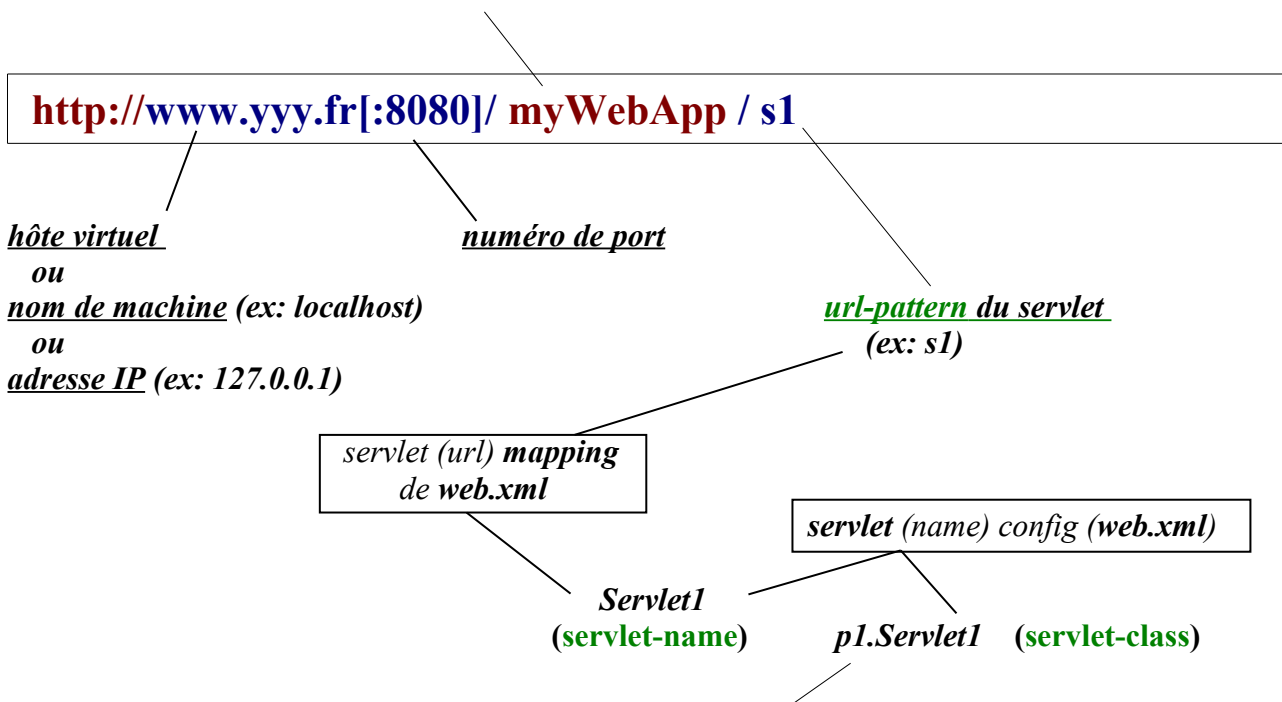 http://www.yyy.fr[:8080]/ myWebApp / s1
hôte virtuel
numéro de port
ou
nom de machine (ex: localhost)
url-pattern du servlet
ou
(ex: s1)
adresse IP (ex: 127.0.0.1)
servlet (url) mapping
de web.xml
servlet (name) config (web.xml)
Servlet1
(servlet-name)
p1.Servlet1 (servlet-class)